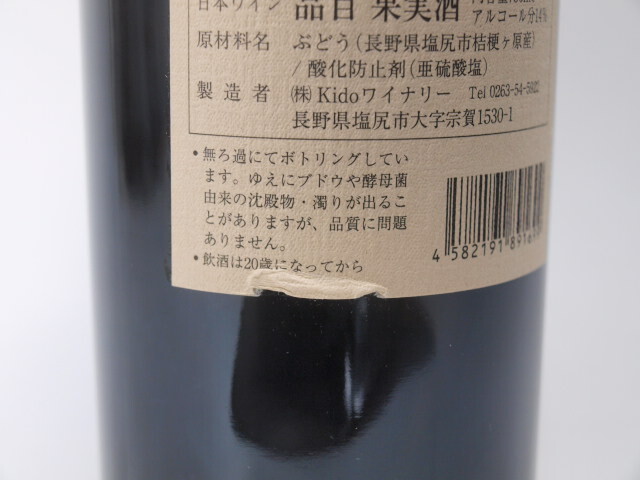 日本ワイン 品目 果実酒
アルコール分14%
原材料名 ぶどう(長野県塩尻市桔梗ヶ原産)
/ 酸化防止剤(亜硫酸塩)
製造者 ㈱Kidoワイナリー Tel 0263-54-5922
長野県塩尻市大字宗賀1530-1
•無ろ過にてボトリングしてい
ます。ゆえにブドウや酵母菌
由来の沈殿物・濁りが出るこ
とがありますが、品質に問題
ありません。
•飲酒は20歳になってから
4 582191 891